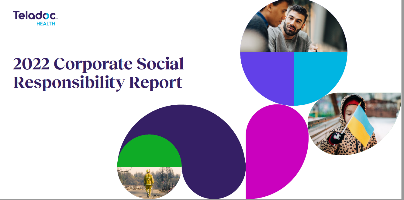 Teladoc
HEALTH
2022 Corporate Social
Responsibility Report